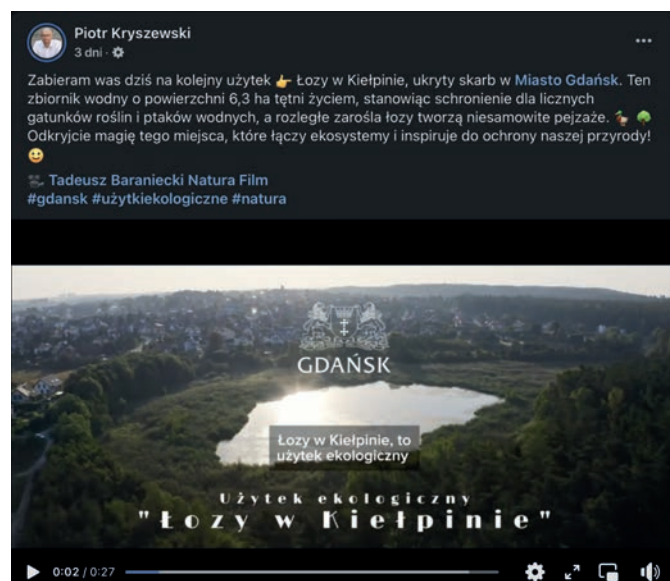 Piotr Kryszewski
3 dni ·
Zabieram was dziś na kolejny użytek 👉 Łozy w Kiełpinie, ukryty skarb w Miasto Gdańsk. Ten
zbiornik wodny o powierzchni 6,3 ha tętni życiem, stanowiąc schronienie dla licznych
gatunków roślin i ptaków wodnych, a rozległe zarośla łozy tworzą niesamowite pejzaże. 🦆 🌳
Odkryjcie magię tego miejsca, które łączy ekosystemy i inspiruje do ochrony naszej przyrody!
😃
🎥 Tadeusz Baraniecki Natura Film
#gdansk #użytkiekologiczne #natura
GDAŃSK
Łozy w Kiełpinie, to
użytek ekologiczny
Użytek ekologiczny
"Łozy w Kiełpinie"
0:02 / 0:27